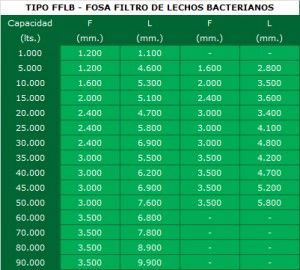 TIPO FFLB - FOSA FILTRO DE LECHOS BACTERIANOS
Capacidad F L F L
(lts.) (mm.) (mm.) (mm.) (mm.)
1.000 1.200 1.100 - -
5.000 1.200 4.600 1.600 2.800
10.000 1.600 5.300 2.000 3.500
15.000 2.000 5.100 2.400 3.600
20.000 2.400 4.700 3.000 3.400
25.000 2.400 5.800 3.000 4.100
30.000 2.400 6.900 3.000 4.800
35.000 3.000 5.500 3.500 4.200
40.000 3.000 6.200 3.500 4.700
45.000 3.000 6.900 3.500 5.200
50.000 3.000 7.600 3.500 5.800
60.000 3.500 6.800 - -
70.000 3.500 7.800 - -
80.000 3.500 8.900 - -
90.000 3.500 9.900 - -